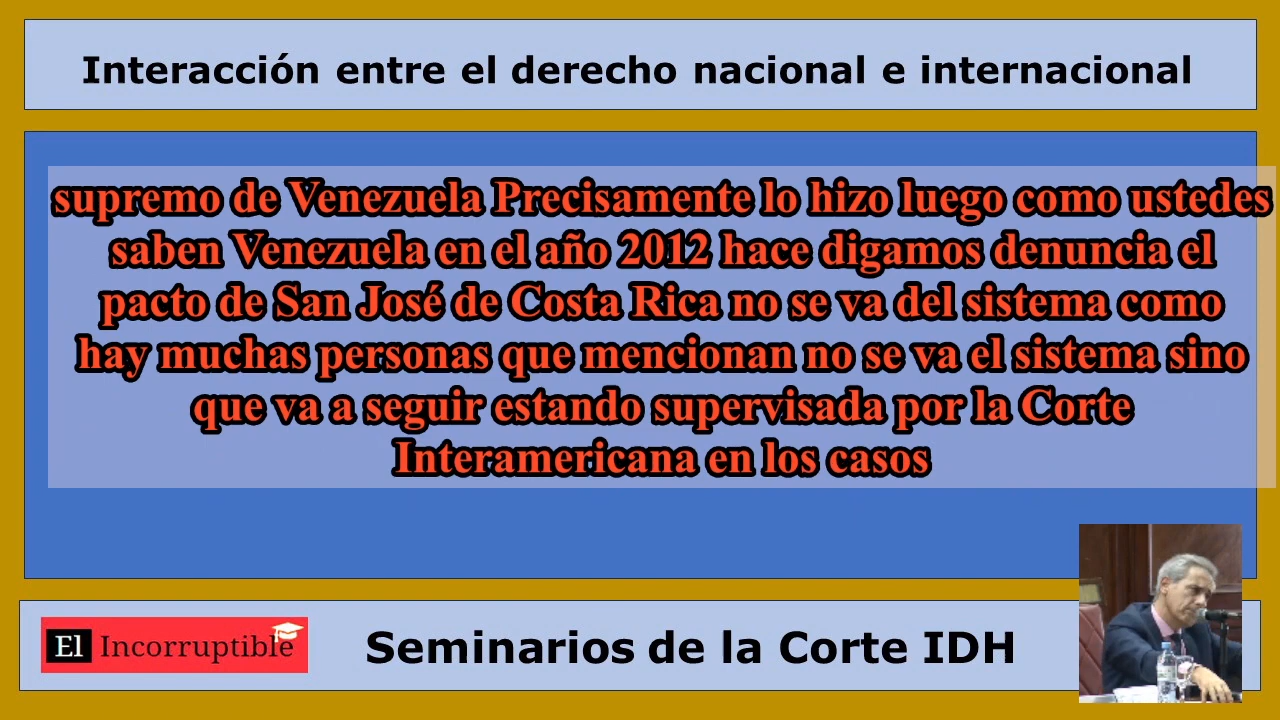 Interacción entre el derecho nacional e internacional
supremo de Venezuela Precisamente lo hizo luego como ustedes
saben Venezuela en el año 2012 hace digamos denuncia el
pacto de San José de Costa Rica no se va del sistema como
hay muchas personas que mencionan no se va el sistema sino
que va a seguir estando supervisada por la Corte
Interamericana en los casos
El Incorruptible
Seminarios de la Corte IDH